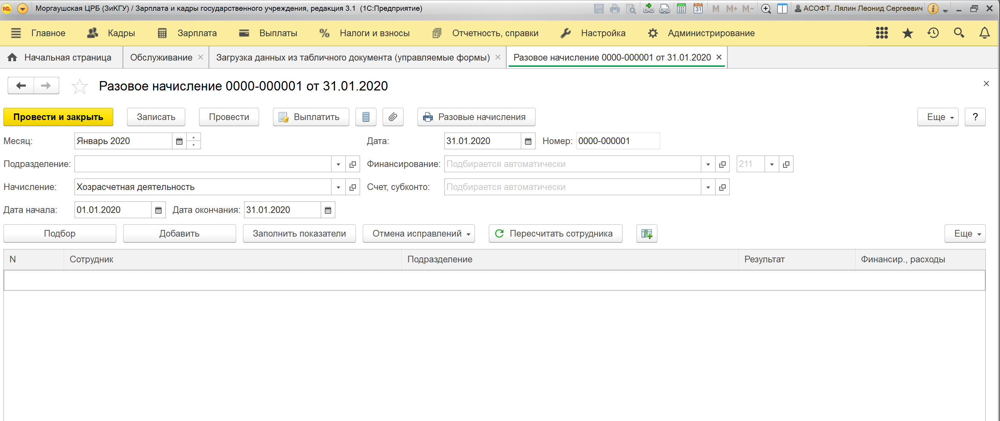 Моргаушская ЦРБ (ЗиКГУ) / Зарплата и кадры государственного учреждения, редакция 3.1 (1С:Предприятие)
31 M M+ M- АСОФТ. Лялин Леонид Сергеевич
Главное Кадры Зарплата Выплаты Налоги и взносы Отчетность, справки Настройка Администрирование
Начальная страница Обслуживание Загрузка данных из табличного документа (управляемые формы) Разовое начисление 0000-000001 от 31.01.2020
Разовое начисление 0000-000001 от 31.01.2020
Провести и закрыть Записать Провести Выплатить Разовые начисления Еще ?
Месяц: Январь 2020 Дата: 31.01.2020 Номер: 0000-000001
Подразделение: Финансирование: Подбирается автоматически 211
Начисление: Хозрасчетная деятельность Счет, субконто: Подбирается автоматически
Дата начала: 01.01.2020 Дата окончания: 31.01.2020
Подбор Добавить Заполнить показатели Отмена исправлений Пересчитать сотрудника Еще
N Сотрудник Подразделение Результат Финансир., расходы